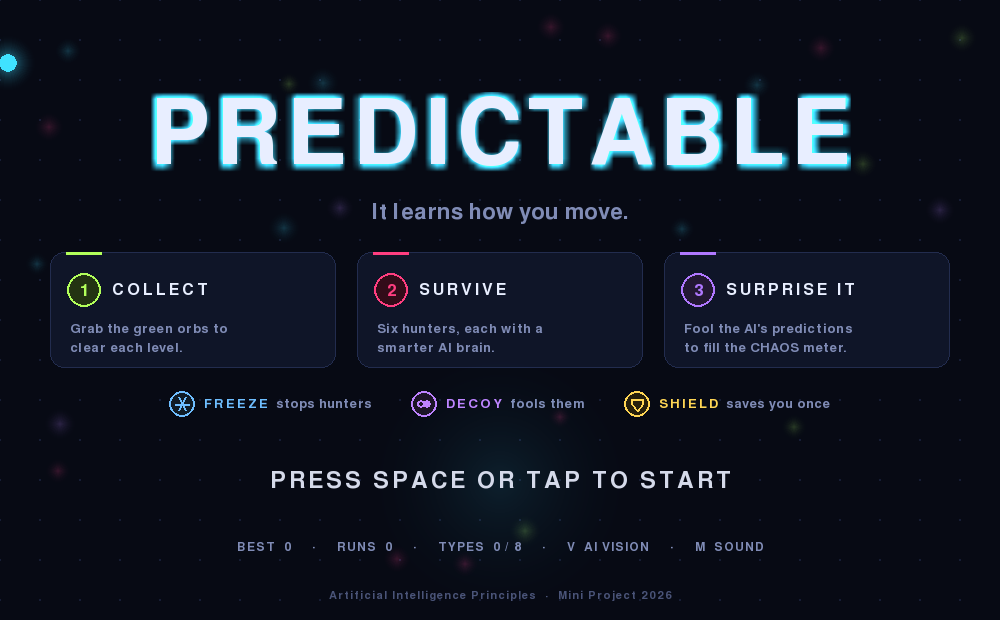 PREDICTABLE
It learns how you move.
1 COLLECT
Grab the green orbs to
clear each level.
2 SURVIVE
Six hunters, each with a
smarter AI brain.
3 SURPRISE IT
Fool the AI's predictions
to fill the CHAOS meter.
FREEZE stops hunters
DECOY fools them
SHIELD saves you once
PRESS SPACE OR TAP TO START
BEST 0 · RUNS 0 · TYPES 0 / 8 · V AI VISION · M SOUND
Artificial Intelligence Principles · Mini Project 2026